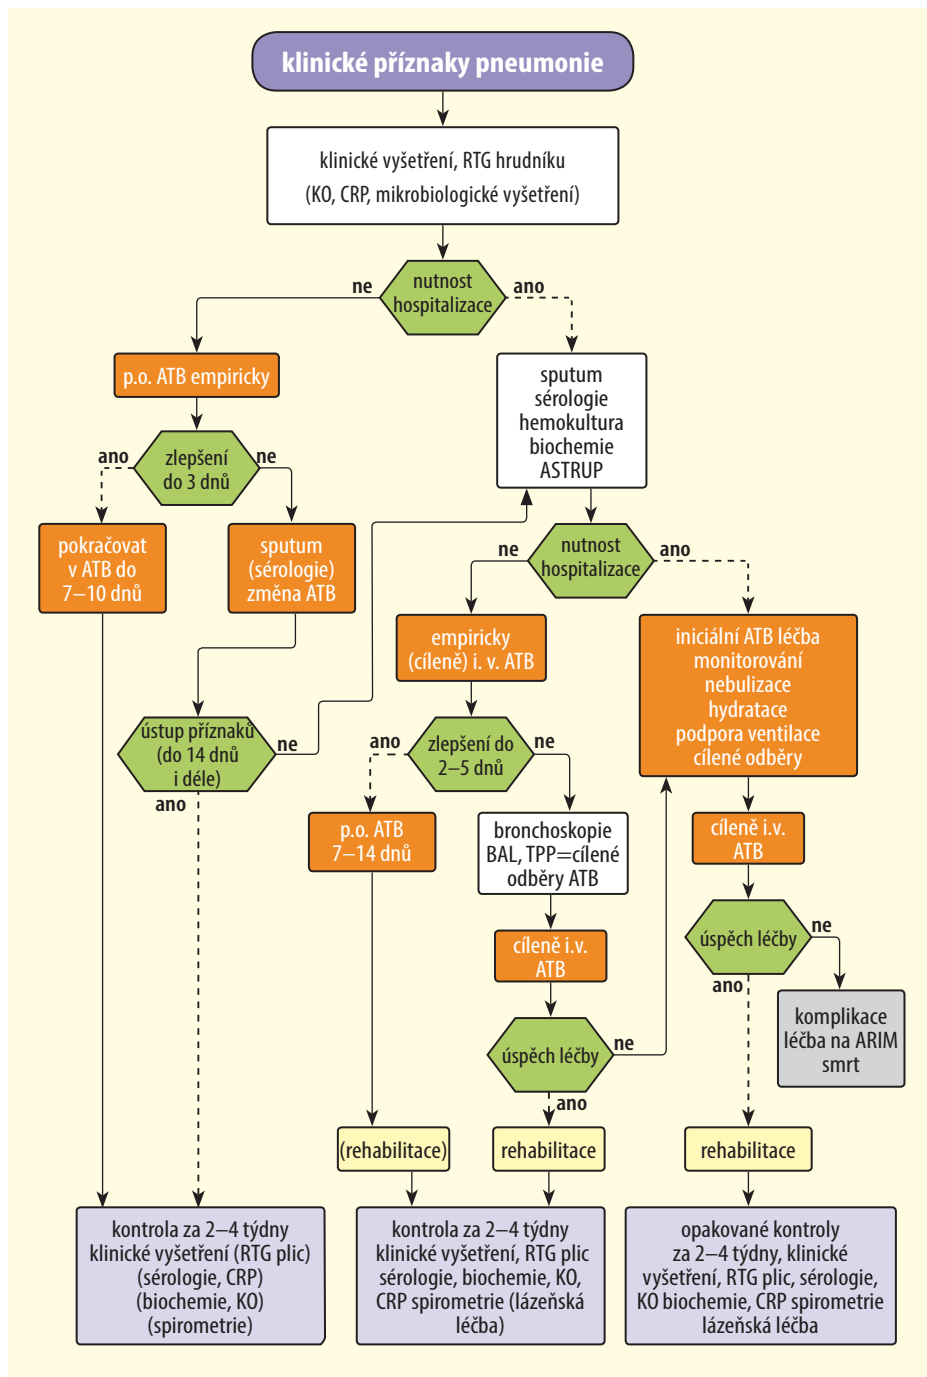 klinické příznaky pneumonie
klinické vyšetření, RTG hrudníku
(KO, CRP, mikrobiologické vyšetření)
nutnost
hospitalizace
ne
ano
p.o. ATB empiricky
sputum
sérologie
hemokultura
biochemie
ASTRUP
zlepšení
do 3 dnů
ano
ne
pokračovat
v ATB do
7–10 dnů
sputum
(sérologie)
změna ATB
nutnost
hospitalizace
ne
ano
empiricky
(cíleně) i. v. ATB
iniciální ATB léčba
monitorování
nebulizace
hydratace
podpora ventilace
cílené odběry
ústup příznaků
(do 14 dnů
i déle)
ne
ano
zlepšení do
2–5 dnů
ano
ne
p.o. ATB
7–14 dnů
bronchoskopie
BAL, TPP=cílené
odběry ATB
cíleně i.v.
ATB
cíleně i.v.
ATB
úspěch léčby
ne
ano
komplikace
léčba na ARIM
smrt
úspěch léčby
ne
ano
(rehabilitace)
rehabilitace
rehabilitace
kontrola za 2–4 týdny
klinické vyšetření (RTG plic)
(sérologie, CRP)
(biochemie, KO)
(spirometrie)
kontrola za 2–4 týdny
klinické vyšetření, RTG plic
sérologie, biochemie, KO,
CRP spirometrie (lázeňská
léčba)
opakované kontroly
za 2–4 týdny, klinické
vyšetření, RTG plic, sérologie,
KO biochemie, CRP spirometrie
lázeňská léčba